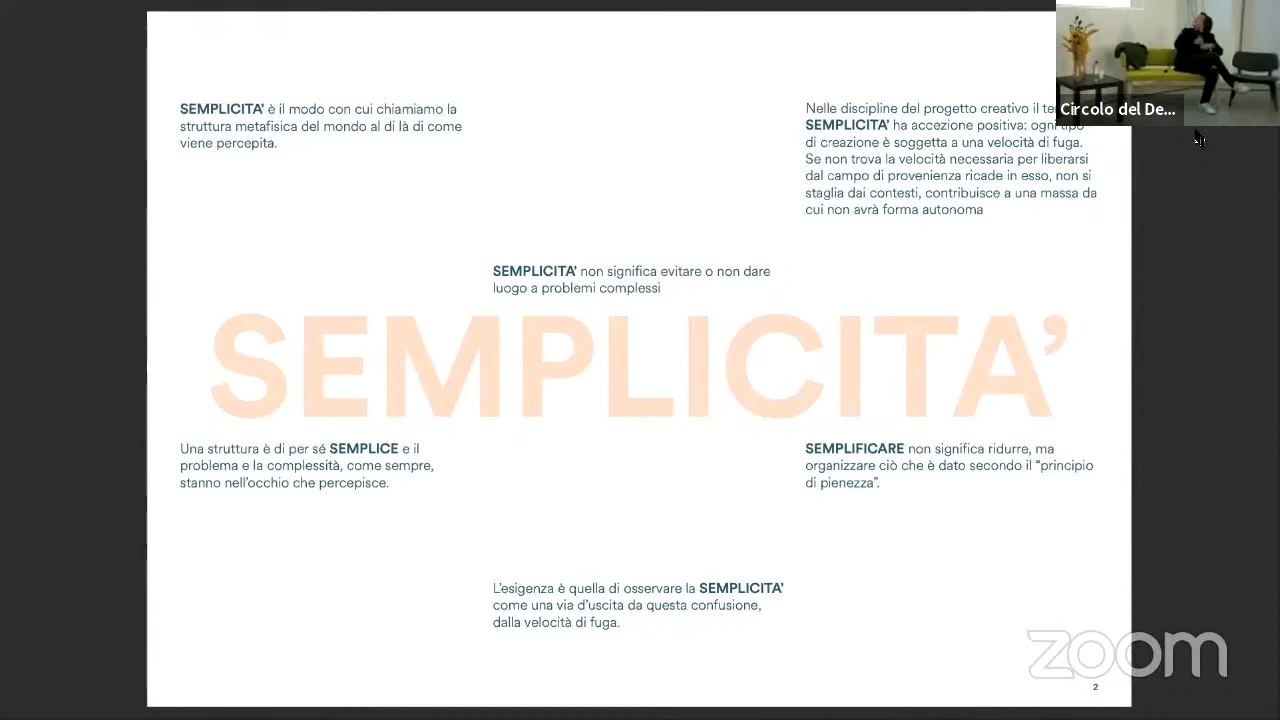 SEMPLICITA’ è il modo con cui chiamiamo la
struttura metafisica del mondo al di là di come
viene percepita.
Nelle discipline del progetto creativo il
SEMPLICITA’ ha accezione positiva: ogni tipo
di creazione è soggetta a una velocità di fuga.
Se non trova la velocità necessaria per liberarsi
dal campo di provenienza ricade in esso, non si
staglia dai contesti, contribuisce a una massa da
cui non avrà forma autonoma
Circolo del De...
SEMPLICITA’ non significa evitare o non dare
luogo a problemi complessi
SEMPLICITA’
Una struttura è di per sé SEMPLICE e il
problema e la complessità, come sempre,
stanno nell’occhio che percepisce.
SEMPLIFICARE non significa ridurre, ma
organizzare ciò che è dato secondo il “principio
di pienezza”.
L’esigenza è quella di osservare la SEMPLICITA’
come una via d’uscita da questa confusione,
dalla velocità di fuga.
zoom
2